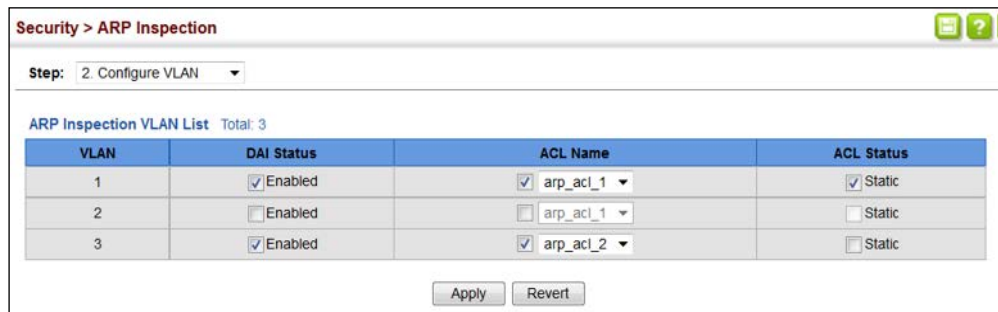 Security > ARP Inspection
?
Step: 2. Configure VLAN
ARP Inspection VLAN List Total: 3
VLAN DAI Status ACL Name ACL Status
1 Enabled arp_acl_1 Static
2 Enabled arp_acl_1 Static
3 Enabled arp_acl_2 Static
Apply Revert